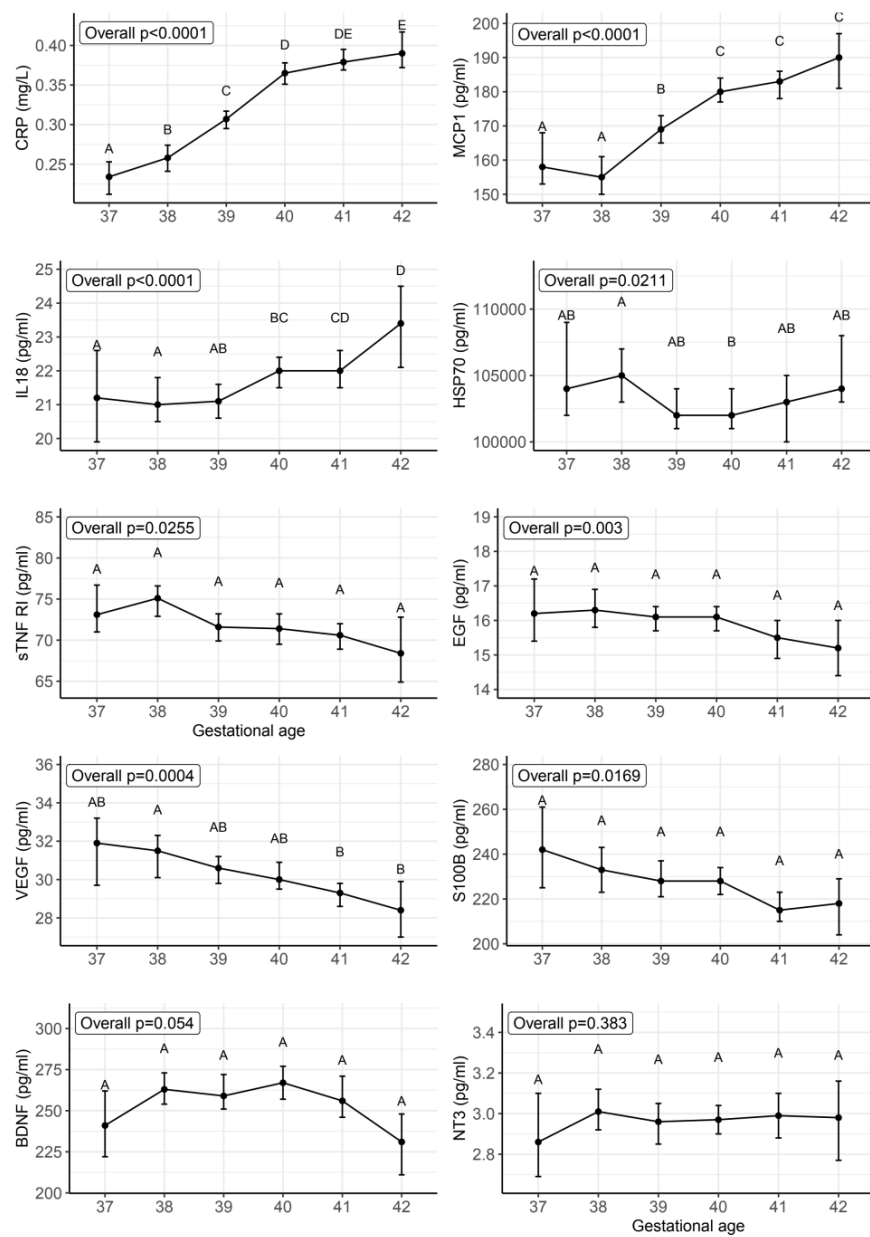 Overall p<0.0001
CRP (mg/L)
0.40
0.35
0.30
0.25
A
B
C
D
DE
E
37 38 39 40 41 42
Overall p<0.0001
MCP1 (pg/ml)
200
190
180
170
160
150
A
A
B
C
C
C
37 38 39 40 41 42
Overall p<0.0001
IL18 (pg/ml)
25
24
23
22
21
20
A
A
AB
BC
CD
D
37 38 39 40 41 42
Overall p=0.0211
HSP70 (pg/ml)
110000
105000
100000
AB
A
AB
B
AB
AB
37 38 39 40 41 42
Overall p=0.0255
sTNF RI (pg/ml)
85
80
75
70
65
A
A
A
A
A
A
37 38 39 40 41 42
Gestational age
Overall p=0.003
EGF (pg/ml)
19
18
17
16
15
14
A
A
A
A
A
A
37 38 39 40 41 42
Overall p=0.0004
VEGF (pg/ml)
36
34
32
30
28
AB
A
AB
AB
B
B
37 38 39 40 41 42
Overall p=0.0169
S100B (pg/ml)
280
260
240
220
200
A
A
A
A
A
A
37 38 39 40 41 42
Overall p=0.054
BDNF (pg/ml)
300
275
250
225
200
A
A
A
A
A
A
37 38 39 40 41 42
Overall p=0.383
NT3 (pg/ml)
3.4
3.2
3.0
2.8
A
A
A
A
A
A
37 38 39 40 41 42
Gestational age